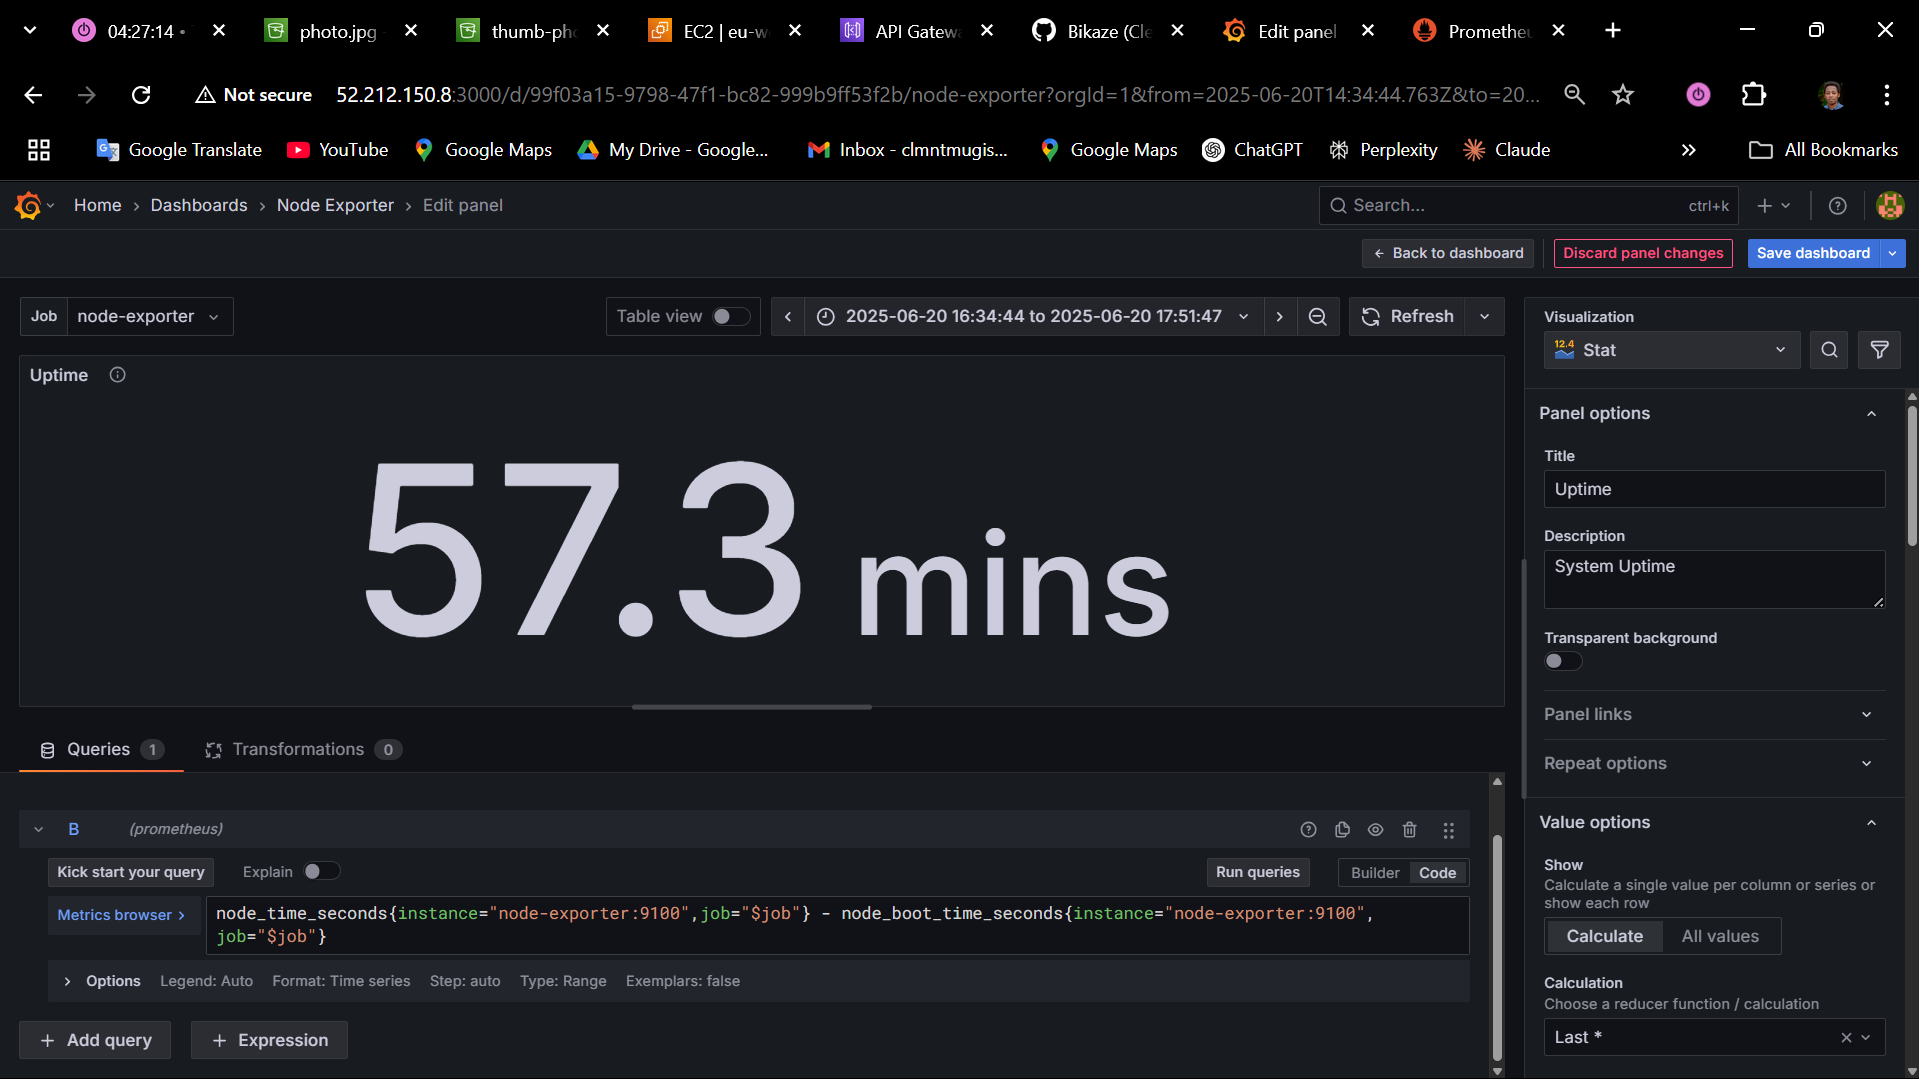 04:27:14 •
photo.jpg
thumb-pho
EC2 | eu-w
API Gatewa
Bikaze (Cle
Edit panel
Prometheu
Not secure
52.212.150.8:3000/d/99f03a15-9798-47f1-bc82-999b9ff53f2b/node-exporter?orgId=1&from=2025-06-20T14:34:44.763Z&to=20...
Google Translate
YouTube
Google Maps
My Drive - Google...
Inbox - clmntmugis...
Google Maps
ChatGPT
Perplexity
Claude
All Bookmarks
Home › Dashboards › Node Exporter › Edit panel
Search...
ctrl+k
Back to dashboard
Discard panel changes
Save dashboard
Job
node-exporter
Table view
2025-06-20 16:34:44 to 2025-06-20 17:51:47
Refresh
Visualization
12.4
Stat
Uptime
57.3 mins
Panel options
Title
Uptime
Description
System Uptime
Transparent background
Panel links
Repeat options
Queries 1
Transformations 0
B
(prometheus)
Kick start your query
Explain
Run queries
Builder
Code
Metrics browser >
node_time_seconds{instance="node-exporter:9100",job="$job"} - node_boot_time_seconds{instance="node-exporter:9100",
job="$job"}
Options
Legend: Auto
Format: Time series
Step: auto
Type: Range
Exemplars: false
+ Add query
+ Expression
Value options
Show
Calculate a single value per column or series or
show each row
Calculate
All values
Calculation
Choose a reducer function / calculation
Last *